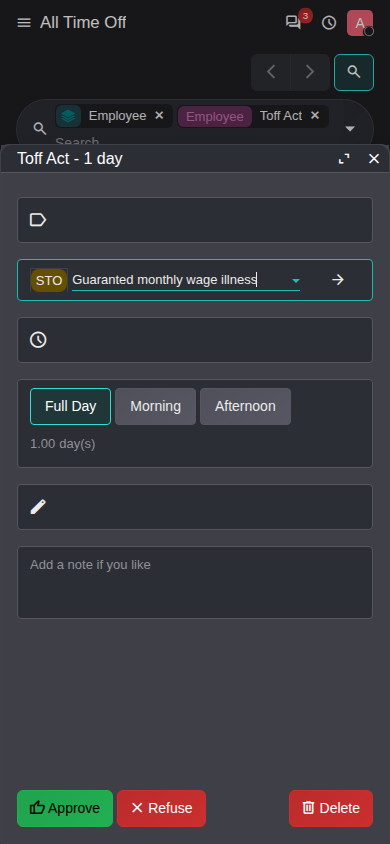 All Time Off
3
A
Employee ×
Employee Toff Act ×
Search...
Toff Act - 1 day
STO Guaranted monthly wage illness
Full Day
Morning
Afternoon
1.00 day(s)
Add a note if you like
Approve
Refuse
Delete